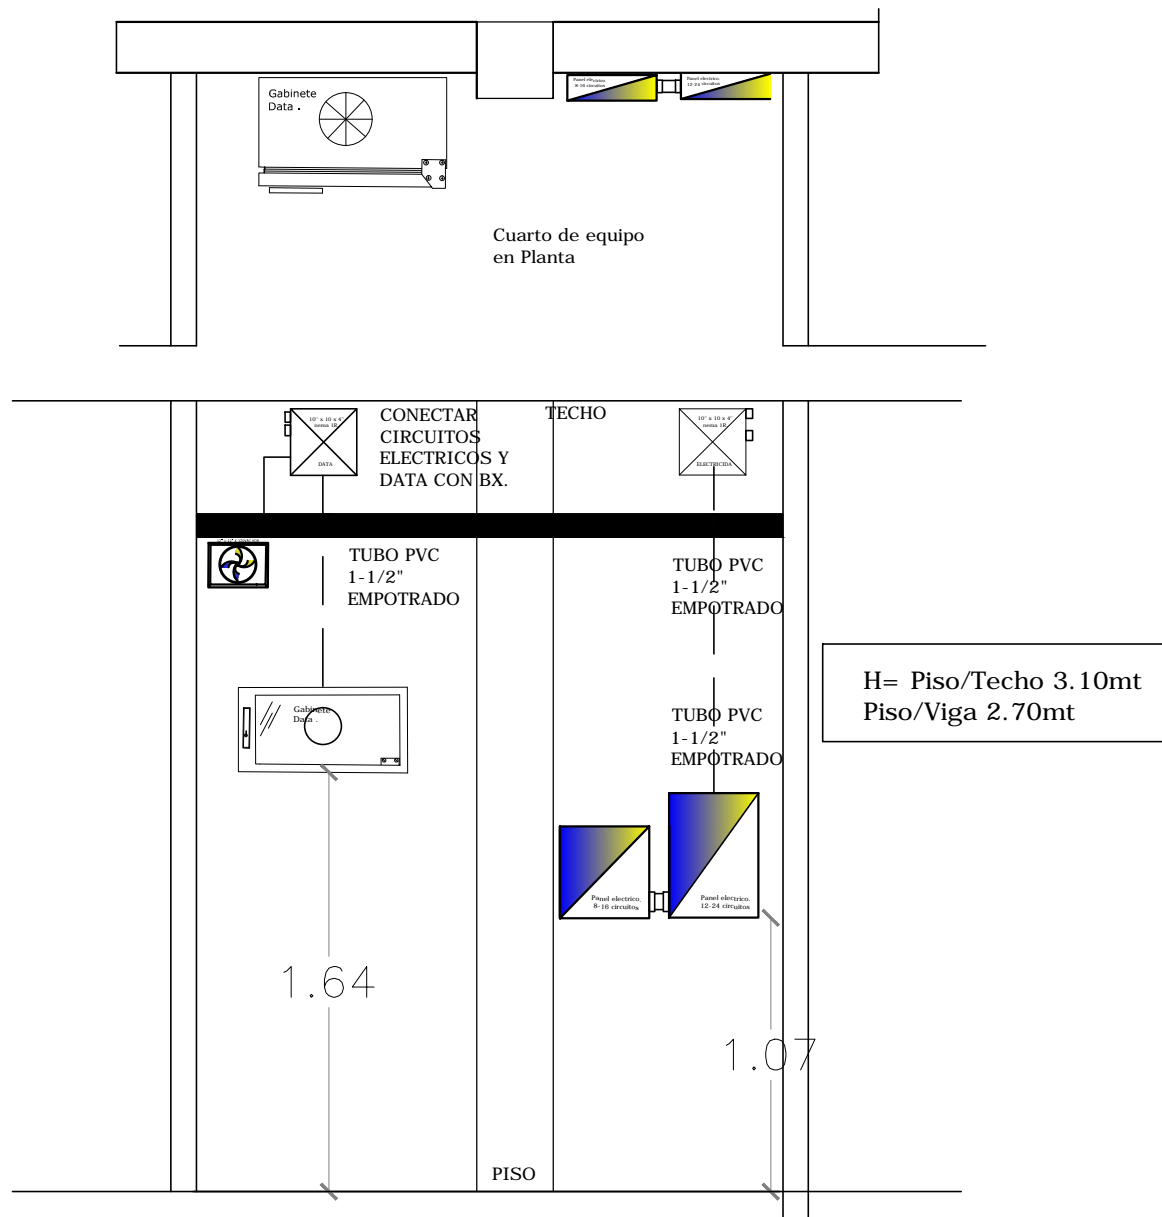 Gabinete
Data .
Panel electrico.
8-16 circuitos
Panel electrico.
12-24 circuitos
Cuarto de equipo
en Planta
10" x 10 x 4"
nema 1R.
DATA
CONECTAR
CIRCUITOS
ELECTRICOS Y
DATA CON BX.
TECHO
10" x 10 x 4"
nema 1R.
ELECTRICIDA
TUBO PVC
1-1/2"
EMPOTRADO
TUBO PVC
1-1/2"
EMPOTRADO
H= Piso/Techo 3.10mt
Piso/Viga 2.70mt
Gabinete
Data .
TUBO PVC
1-1/2"
EMPOTRADO
Panel electrico.
8-16 circuitos
Panel electrico.
12-24 circuitos
1.64
1.07
PISO